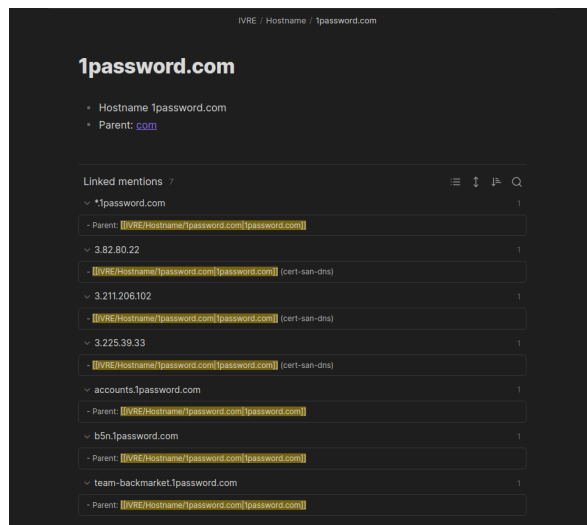 IVRE / Hostname / 1password.com
1password.com
Hostname 1password.com
Parent: com
Linked mentions 7
*.1password.com 1
- Parent: [[IVRE/Hostname/1password.com|1password.com]]
3.82.80.22 1
- [[IVRE/Hostname/1password.com|1password.com]] (cert-san-dns)
3.211.206.102 1
- [[IVRE/Hostname/1password.com|1password.com]] (cert-san-dns)
3.225.39.33 1
- [[IVRE/Hostname/1password.com|1password.com]] (cert-san-dns)
accounts.1password.com 1
- Parent: [[IVRE/Hostname/1password.com|1password.com]]
b5n.1password.com 1
- Parent: [[IVRE/Hostname/1password.com|1password.com]]
team-backmarket.1password.com 1
- Parent: [[IVRE/Hostname/1password.com|1password.com]]